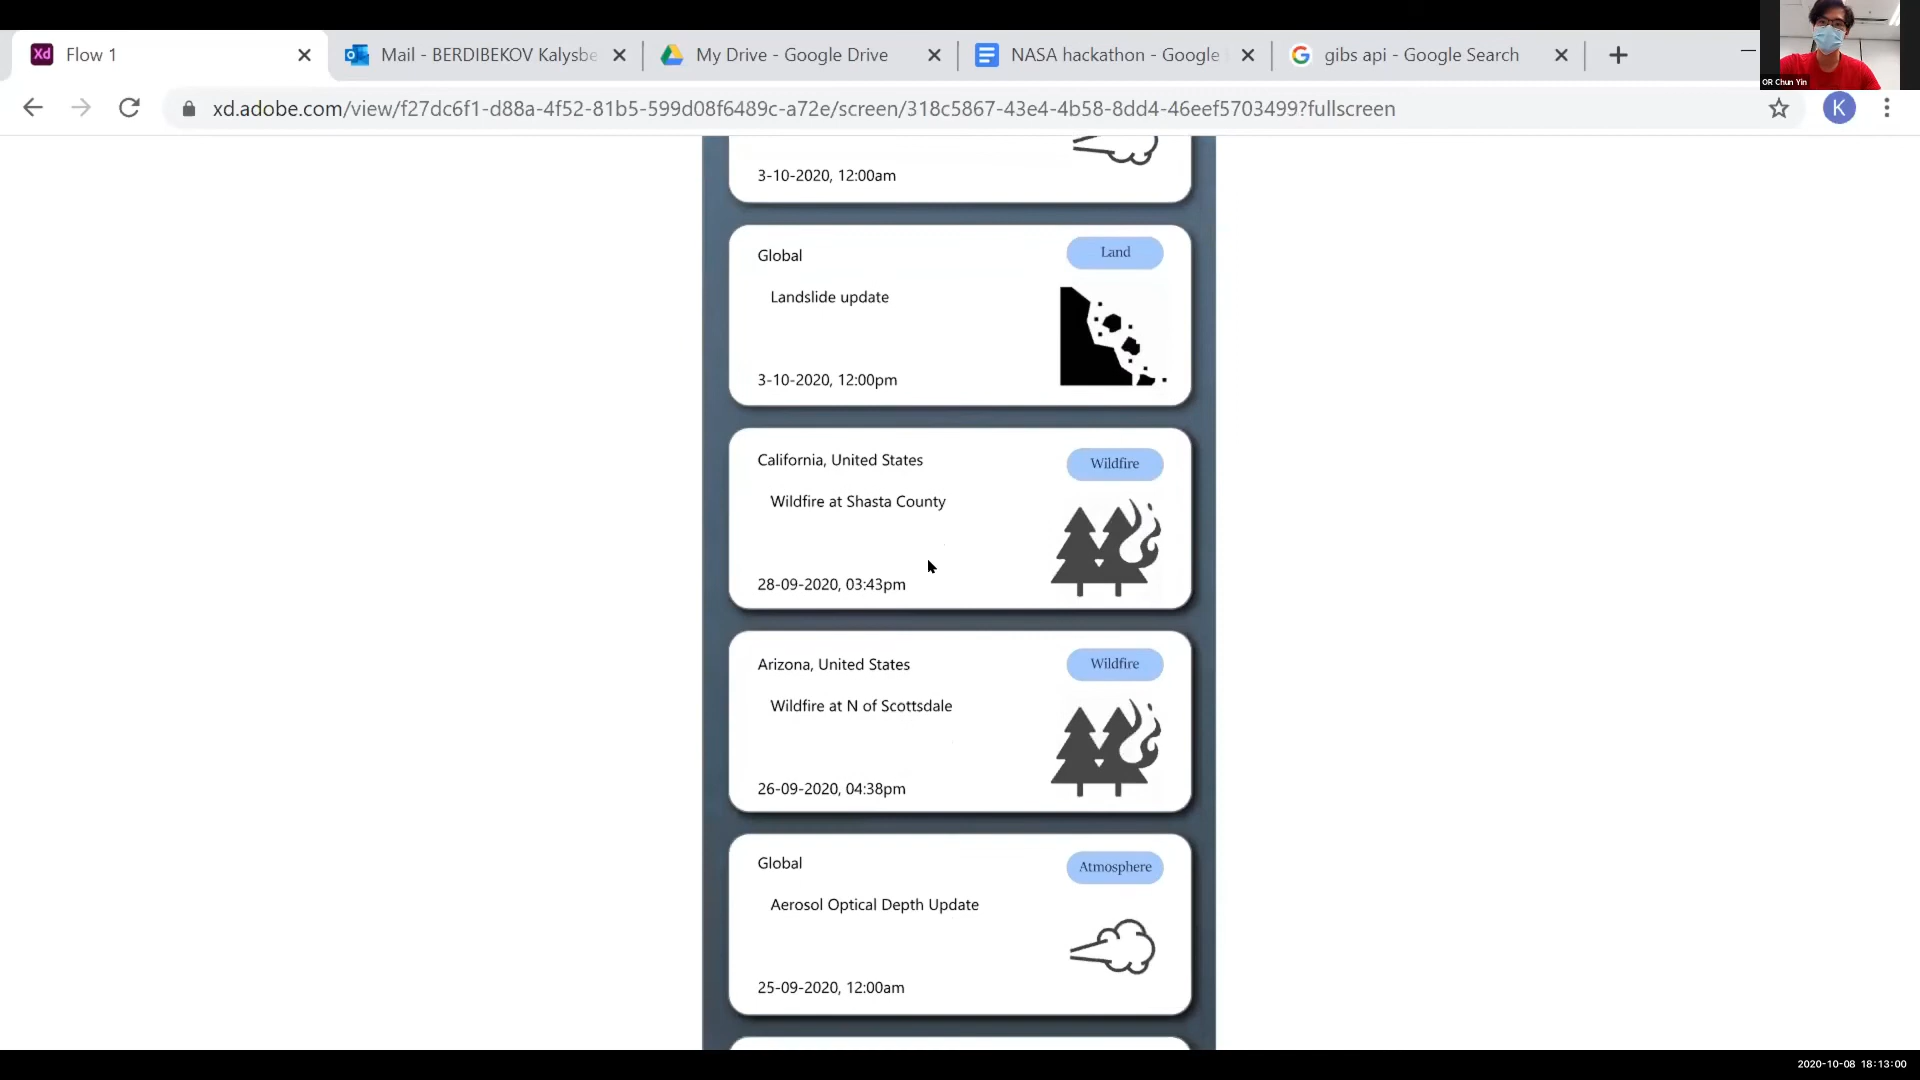 Flow 1
Mail - BERDIBEKOV Kalysbe
My Drive - Google Drive
NASA hackathon - Google
gibs api - Google Search
OR Chun Yin
xd.adobe.com/view/f27dc6f1-d88a-4f52-81b5-599d08f6489c-a72e/screen/318c5867-43e4-4b58-8dd4-46eef5703499?fullscreen
K
3-10-2020, 12:00am
Global
Land
Landslide update
3-10-2020, 12:00pm
California, United States
Wildfire
Wildfire at Shasta County
28-09-2020, 03:43pm
Arizona, United States
Wildfire
Wildfire at N of Scottsdale
26-09-2020, 04:38pm
Global
Atmosphere
Aerosol Optical Depth Update
25-09-2020, 12:00am
2020-10-08 18:13:00